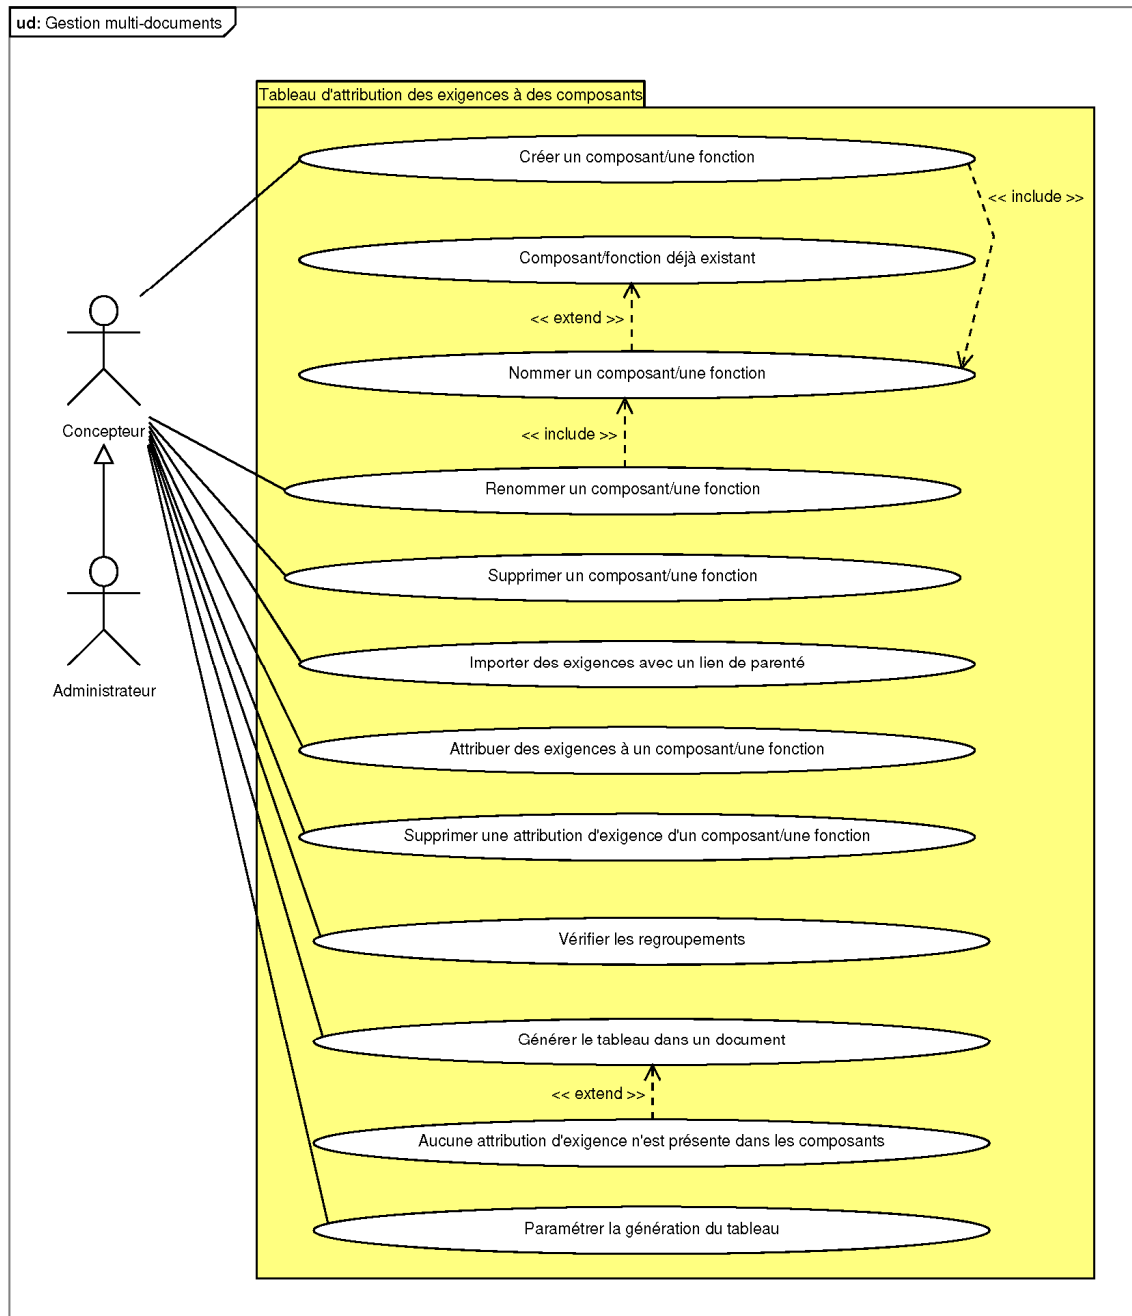 ud: Gestion multi-documents
Tableau d'attribution des exigences à des composants
Créer un composant/une fonction
<< include >>
Composant/fonction déjà existant
<< extend >>
Nommer un composant/une fonction
Concepteur
<< include >>
Renommer un composant/une fonction
Supprimer un composant/une fonction
Importer des exigences avec un lien de parenté
Administrateur
Attribuer des exigences à un composant/une fonction
Supprimer une attribution d'exigence d'un composant/une fonction
Vérifier les regroupements
Générer le tableau dans un document
<< extend >>
Aucune attribution d'exigence n'est présente dans les composants
Paramétrer la génération du tableau